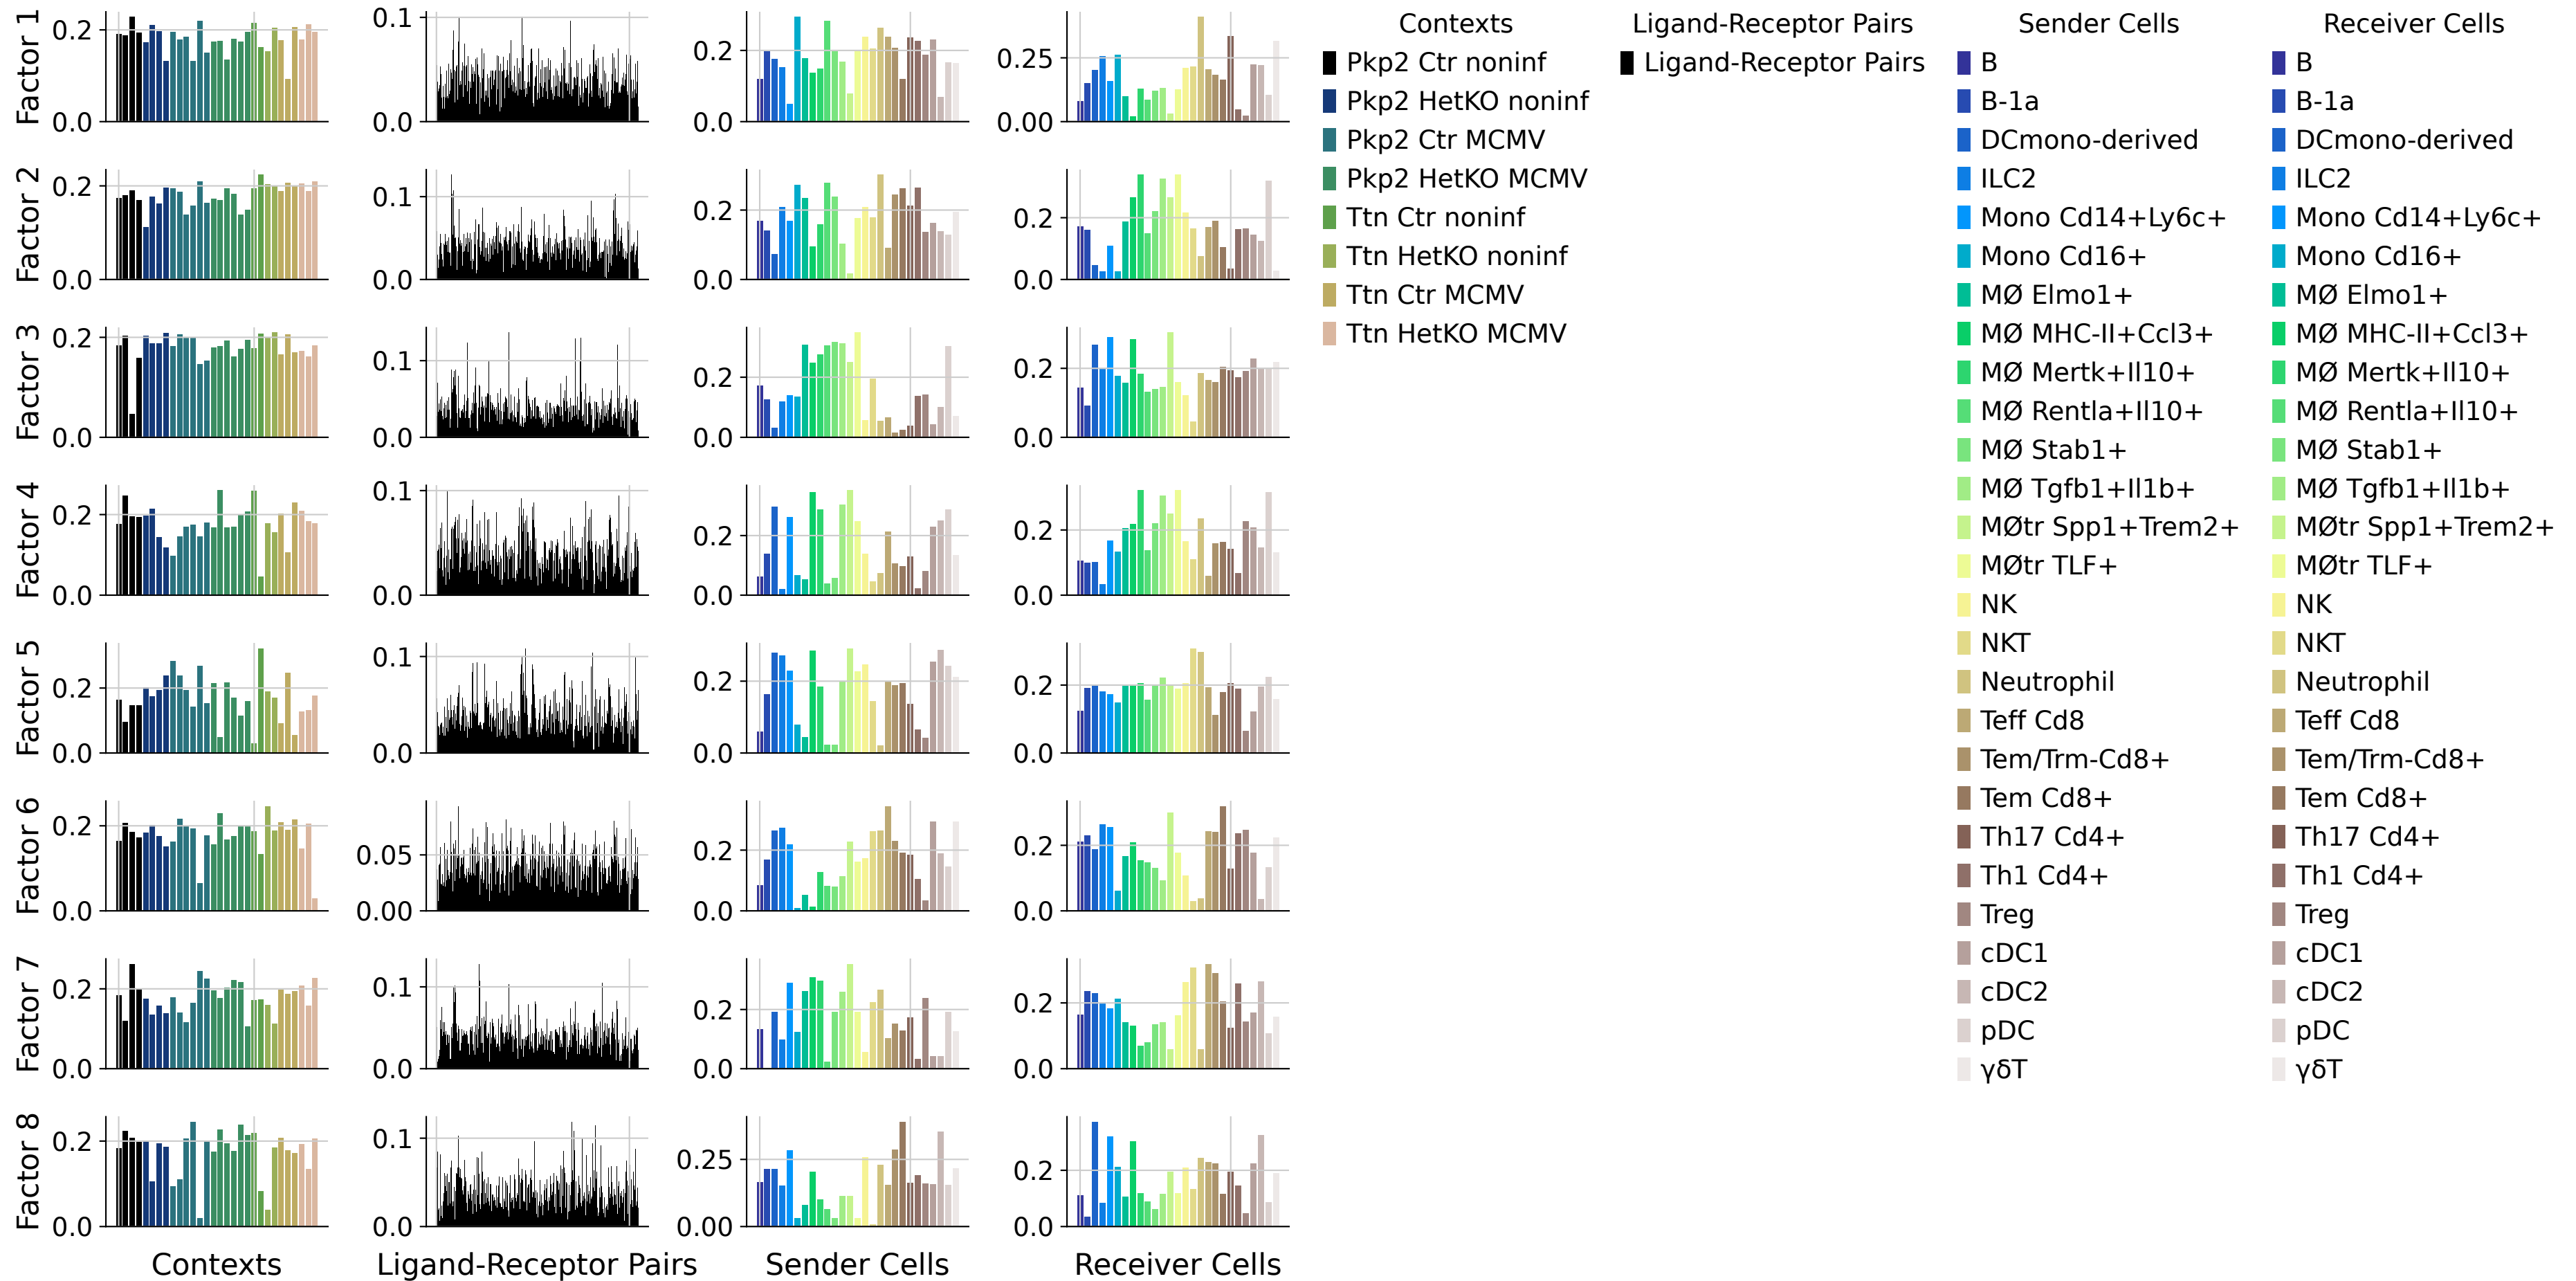 Factor 1
0.2
0.0
0.1
0.0
0.2
0.0
0.25
0.00
Factor 2
0.2
0.0
0.1
0.0
0.2
0.0
0.2
0.0
Factor 3
0.2
0.0
0.1
0.0
0.2
0.0
0.2
0.0
Factor 4
0.2
0.0
0.1
0.0
0.2
0.0
0.2
0.0
Factor 5
0.2
0.0
0.1
0.0
0.2
0.0
0.2
0.0
Factor 6
0.2
0.0
0.05
0.00
0.2
0.0
0.2
0.0
Factor 7
0.2
0.0
0.1
0.0
0.2
0.0
0.2
0.0
Factor 8
0.2
0.0
0.1
0.0
0.25
0.00
0.2
0.0
Contexts
Ligand-Receptor Pairs
Sender Cells
Receiver Cells
Contexts
Pkp2 Ctr noninf
Pkp2 HetKO noninf
Pkp2 Ctr MCMV
Pkp2 HetKO MCMV
Ttn Ctr noninf
Ttn HetKO noninf
Ttn Ctr MCMV
Ttn HetKO MCMV
Ligand-Receptor Pairs
Ligand-Receptor Pairs
Sender Cells
B
B-1a
DCmono-derived
ILC2
Mono Cd14+Ly6c+
Mono Cd16+
MØ Elmo1+
MØ MHC-II+Ccl3+
MØ Mertk+Il10+
MØ Rentla+Il10+
MØ Stab1+
MØ Tgfb1+Il1b+
MØtr Spp1+Trem2+
MØtr TLF+
NK
NKT
Neutrophil
Teff Cd8
Tem/Trm-Cd8+
Tem Cd8+
Th17 Cd4+
Th1 Cd4+
Treg
cDC1
cDC2
pDC
γδT
Receiver Cells
B
B-1a
DCmono-derived
ILC2
Mono Cd14+Ly6c+
Mono Cd16+
MØ Elmo1+
MØ MHC-II+Ccl3+
MØ Mertk+Il10+
MØ Rentla+Il10+
MØ Stab1+
MØ Tgfb1+Il1b+
MØtr Spp1+Trem2+
MØtr TLF+
NK
NKT
Neutrophil
Teff Cd8
Tem/Trm-Cd8+
Tem Cd8+
Th17 Cd4+
Th1 Cd4+
Treg
cDC1
cDC2
pDC
γδT